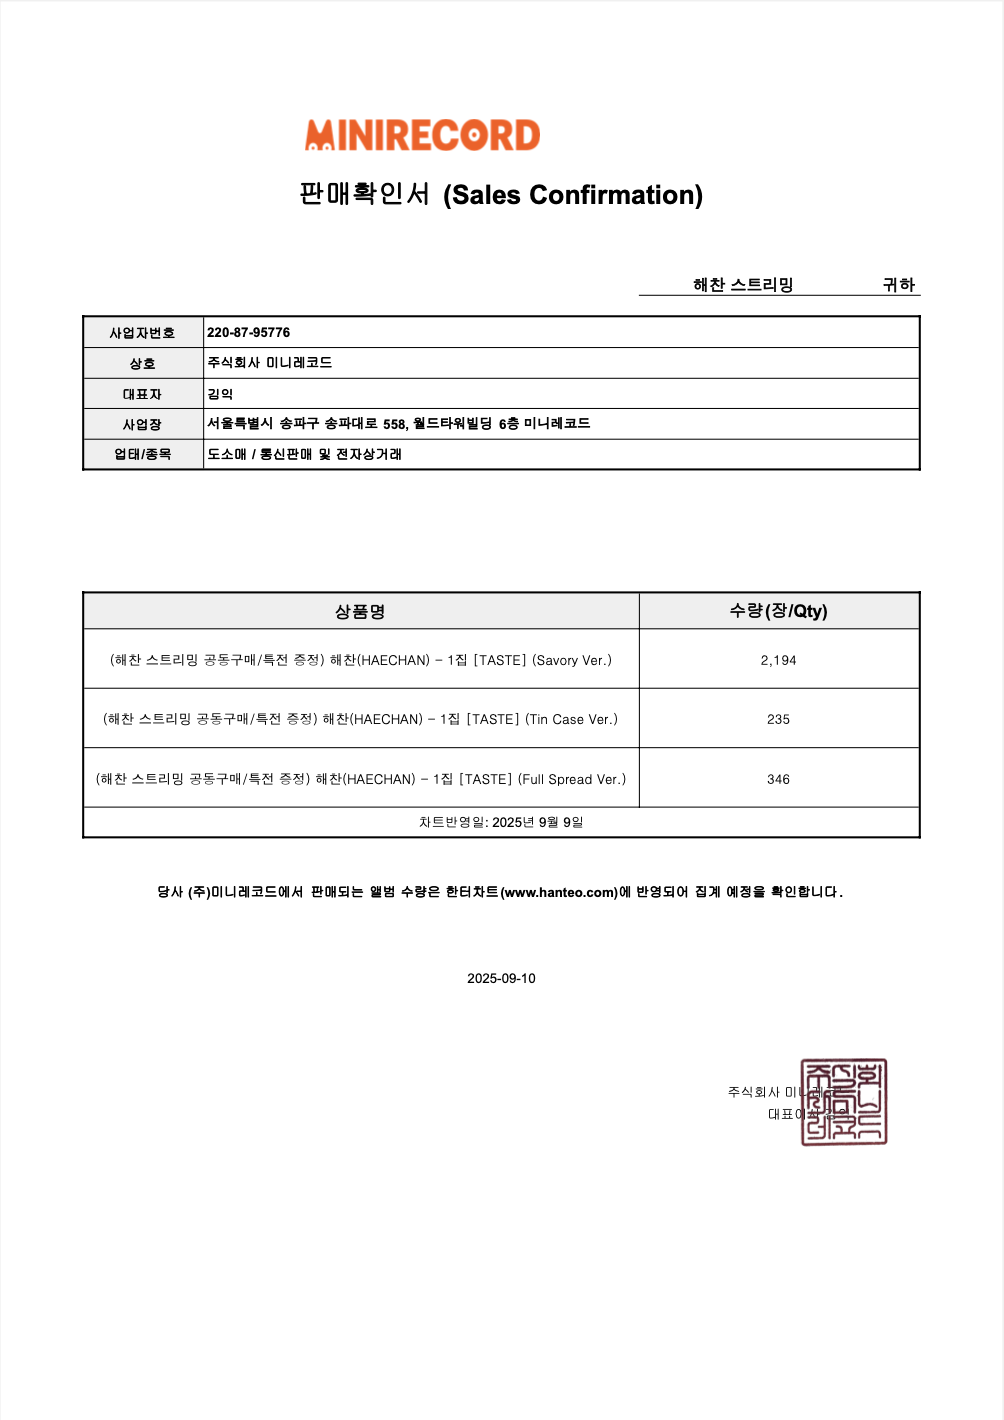 MINIRECORD
판매확인서 (Sales Confirmation)
해찬 스트리밍 귀하
사업자번호 220-87-95776
상호 주식회사 미니레코드
대표자 김익
사업장 서울특별시 송파구 송파대로 558, 월드타워빌딩 6층 미니레코드
업태/종목 도소매 / 통신판매 및 전자상거래
상품명 수량(장/Qty)
(해찬 스트리밍 공동구매/특전 증정) 해찬(HAECHAN) – 1집 [TASTE] (Savory Ver.) 2,194
(해찬 스트리밍 공동구매/특전 증정) 해찬(HAECHAN) – 1집 [TASTE] (Tin Case Ver.) 235
(해찬 스트리밍 공동구매/특전 증정) 해찬(HAECHAN) – 1집 [TASTE] (Full Spread Ver.) 346
차트반영일: 2025년 9월 9일
당사 (주)미니레코드에서 판매되는 앨범 수량은 한터차트(www.hanteo.com)에 반영되어 집계 예정을 확인합니다.
2025-09-10
주식회사 미니레코드
대표이사 김익